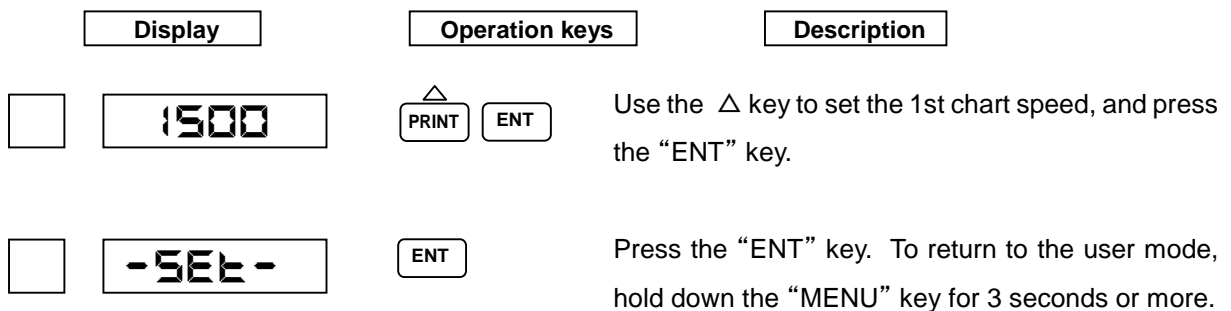 Display Operation keys Description
1500 △ PRINT ENT Use the △ key to set the 1st chart speed, and press
the “ENT” key.
-SEt- ENT Press the “ENT” key. To return to the user mode,
hold down the “MENU” key for 3 seconds or more.